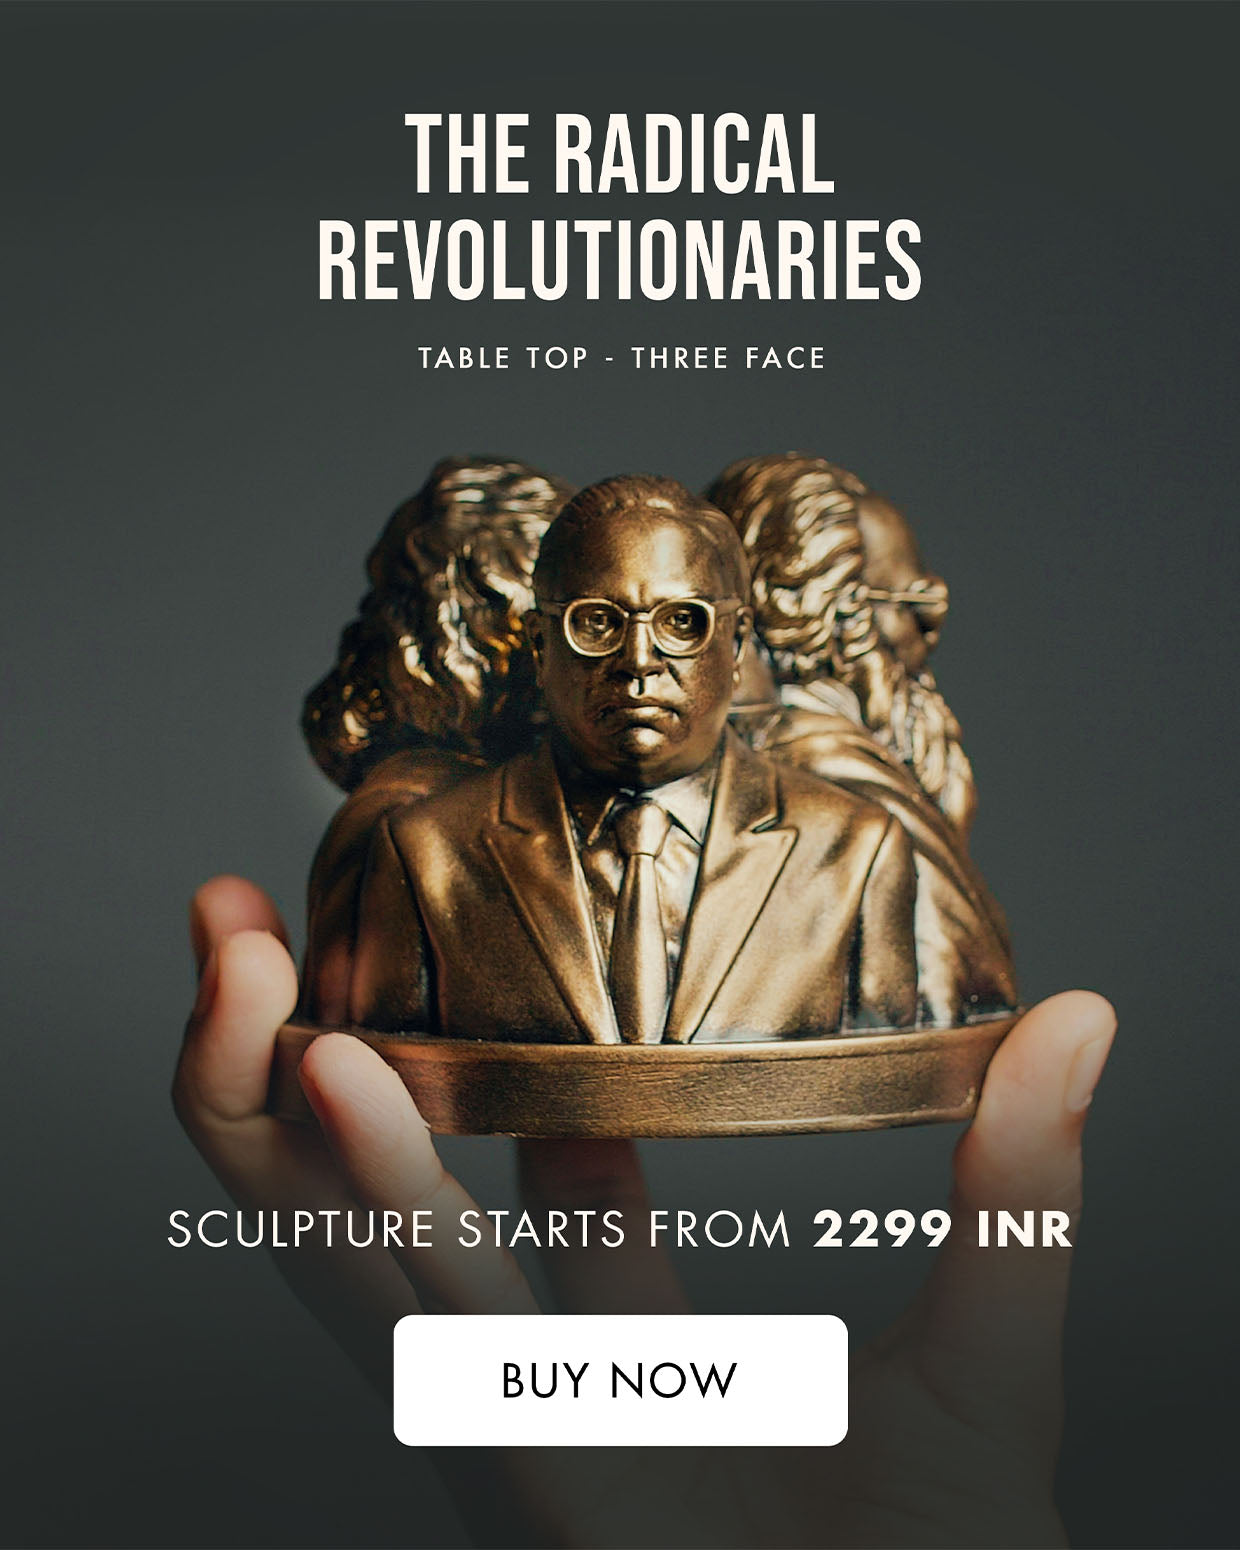 THE RADICAL
REVOLUTIONARIES
TABLE TOP - THREE FACE
SCULPTURE STARTS FROM 2299 INR
BUY NOW